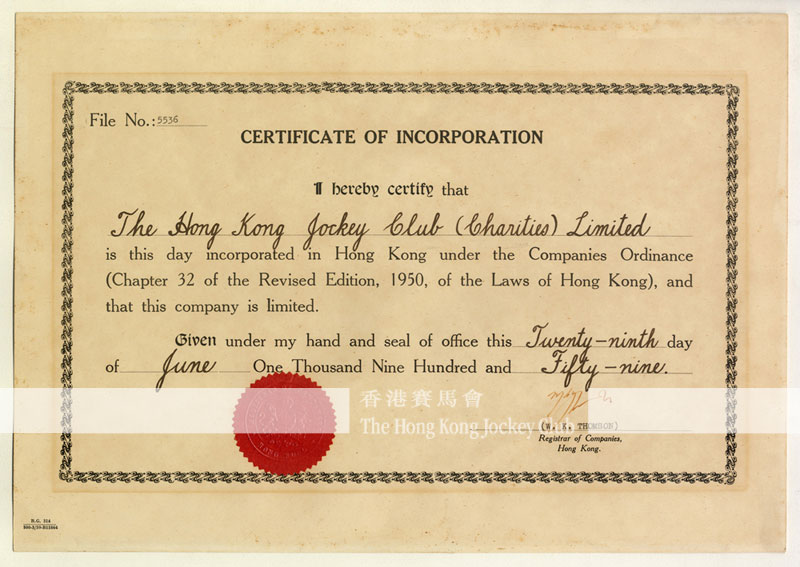 File No.: 5536
CERTIFICATE OF INCORPORATION
I hereby certify that
The Hong Kong Jockey Club (Charities) Limited
is this day incorporated in Hong Kong under the Companies Ordinance
(Chapter 32 of the Revised Edition, 1950, of the Laws of Hong Kong), and
that this company is limited.
Given under my hand and seal of office this Twenty-ninth day
of June One Thousand Nine Hundred and Fifty-nine.
香港賽馬會
The Hong Kong Jockey Club
THOMSON)
Registrar of Companies,
Hong Kong.